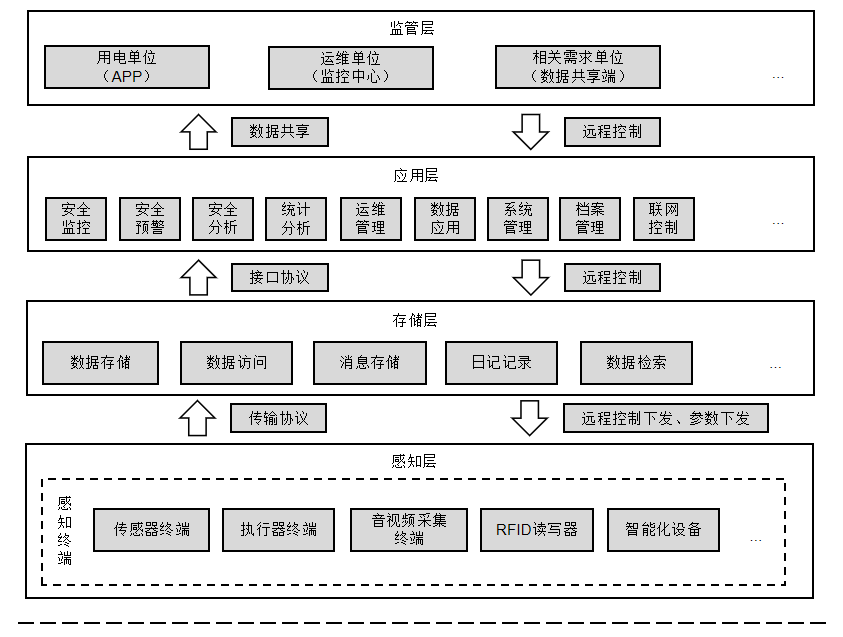 监管层
用电单位
（APP）
运维单位
（监控中心）
相关需求单位
（数据共享端）
...
数据共享
远程控制
应用层
安全
监控
安全
预警
安全
分析
统计
分析
运维
管理
数据
应用
系统
管理
档案
管理
联网
控制
...
接口协议
远程控制
存储层
数据存储
数据访问
消息存储
日记记录
数据检索
...
传输协议
远程控制下发、参数下发
感知层
感知终端
传感器终端
执行器终端
音视频采集
终端
RFID读写器
智能化设备
...